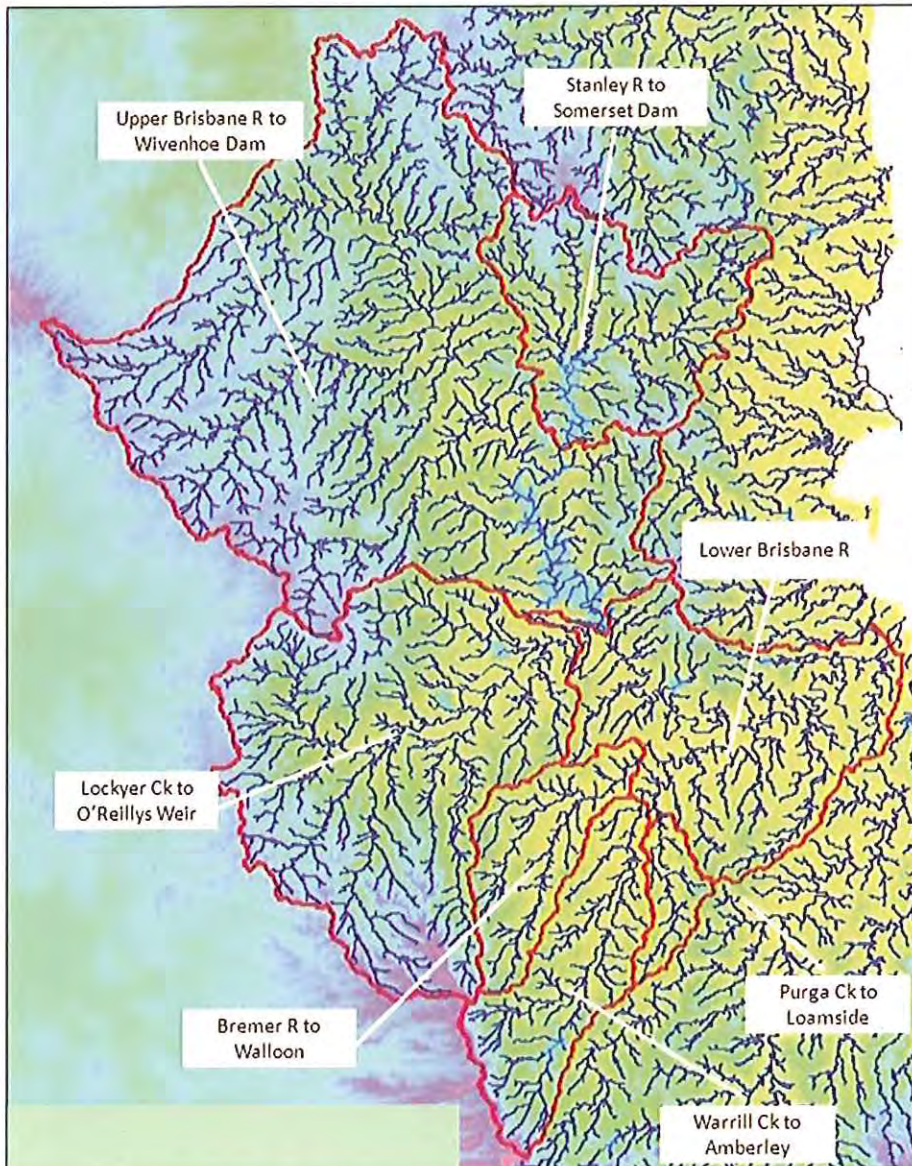 Stanley R to
Somerset Dam
Upper Brisbane R to
Wivenhoe Dam
Lower Brisbane R
Lockyer Ck to
O'Reillys Weir
Purga Ck to
Loamside
Bremer R to
Walloon
Warrill Ck to
Amberley